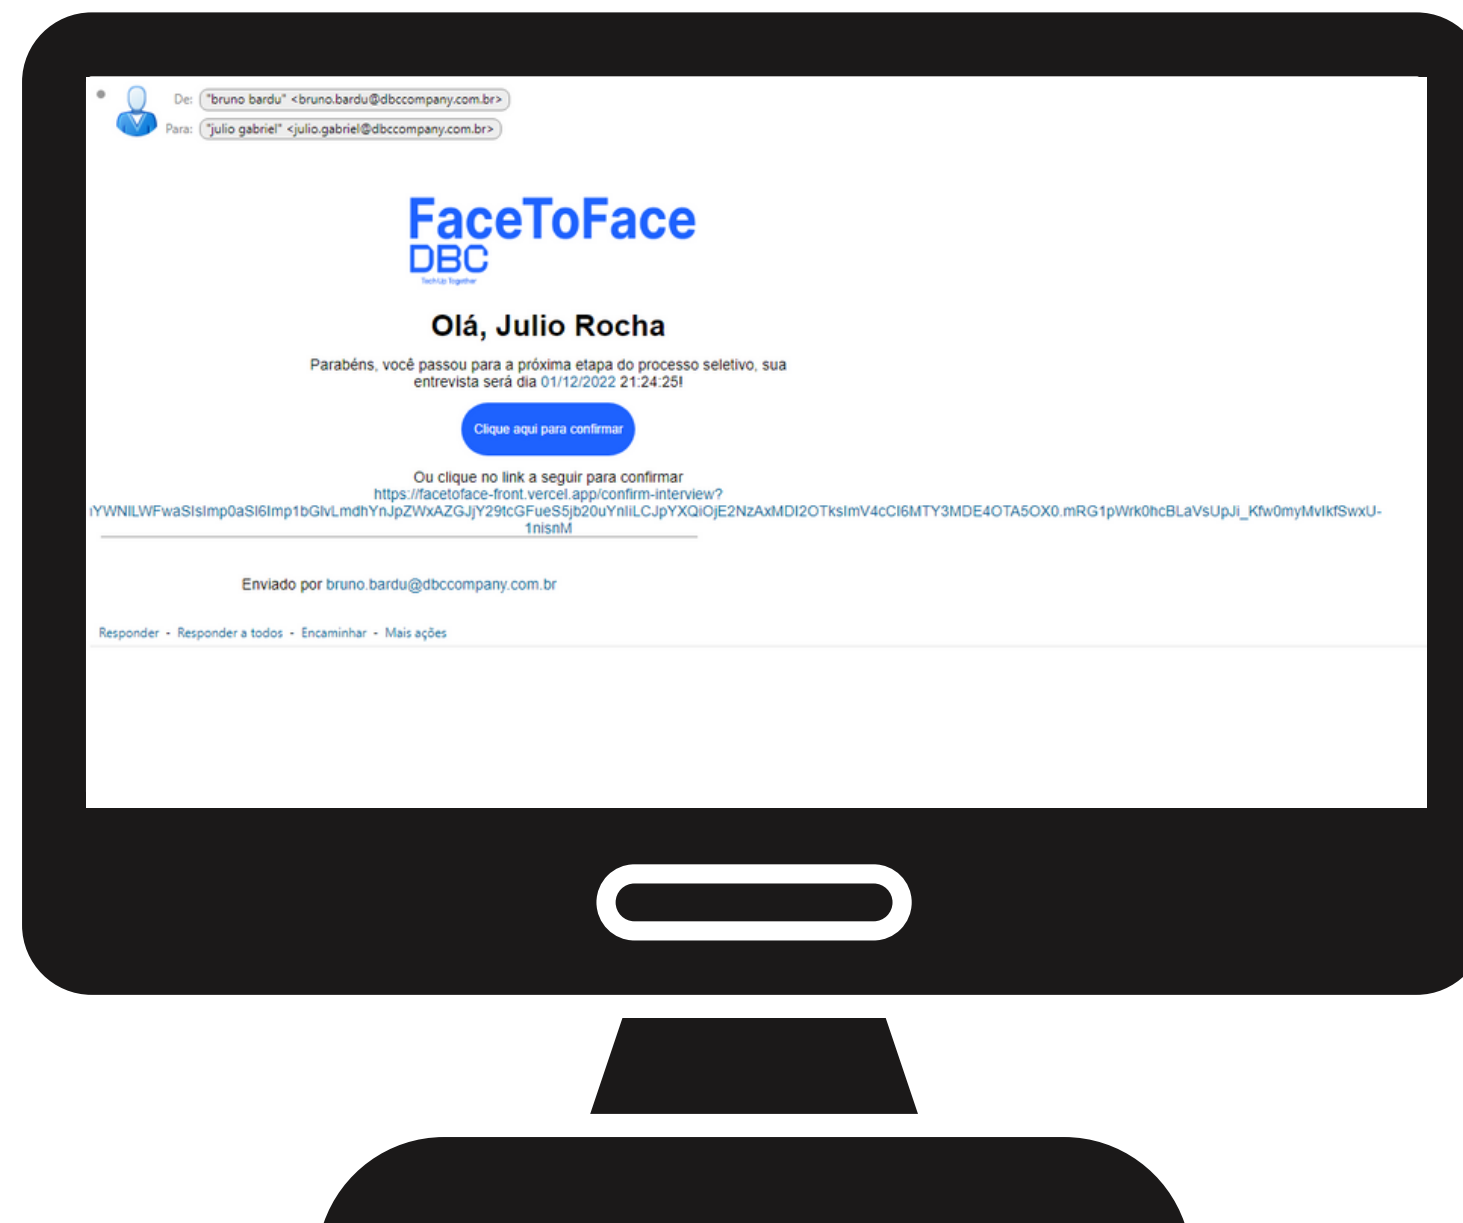 De: "bruno bardu" <bruno.bardu@dbccompany.com.br>
Para: "julio gabriel" <julio.gabriel@dbccompany.com.br>
FaceToFace
DBC
TechUp Together
Olá, Julio Rocha
Parabéns, você passou para a próxima etapa do processo seletivo, sua
entrevista será dia 01/12/2022 21:24:25!
Clique aqui para confirmar
Ou clique no link a seguir para confirmar
https://facetoface-front.vercel.app/confirm-interview?
1nisnM
Enviado por bruno.bardu@dbccompany.com.br
Responder - Responder a todos - Encaminhar - Mais ações